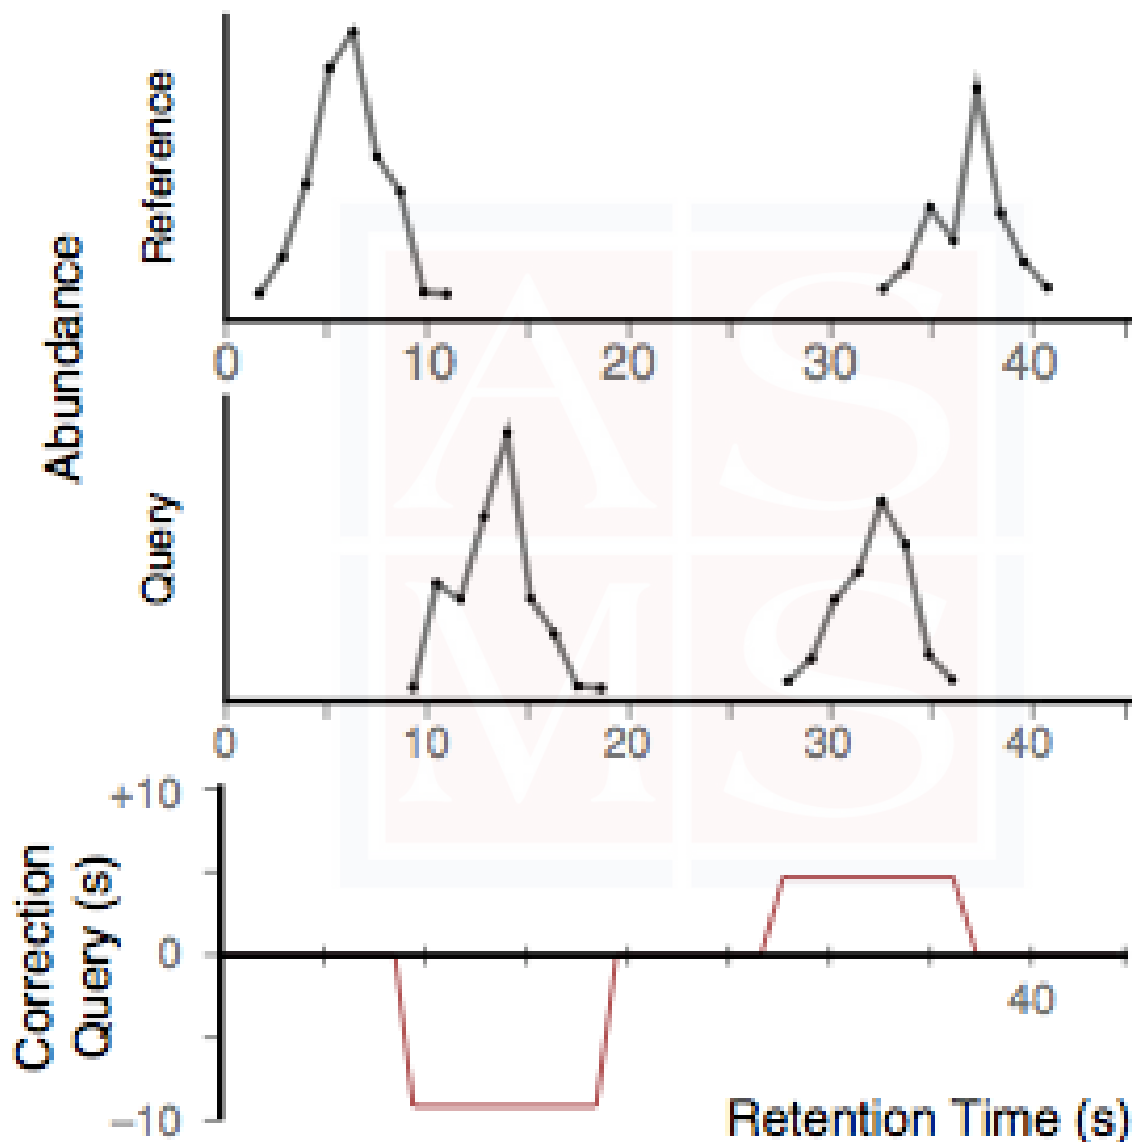 Abundance
Reference
0 10 20 30 40
Query
0 10 20 30 40
Correction
Query (s)
+10
0
−10
40
Retention Time (s)
A S
M S